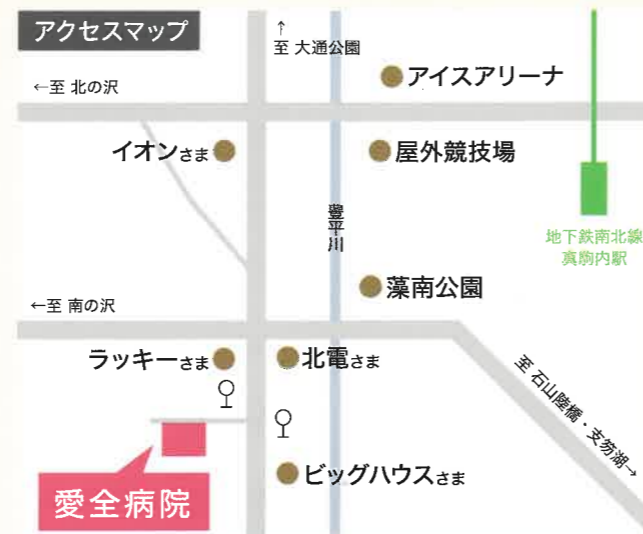 アクセスマップ
↑
至 大通公園
アイスアリーナ
←至 北の沢
イオンさま
屋外競技場
豊平川
地下鉄南北線
真駒内駅
藻南公園
←至 南の沢
ラッキーさま
北電さま
至 石山陸橋・支笏湖→
ビッグハウスさま
愛全病院